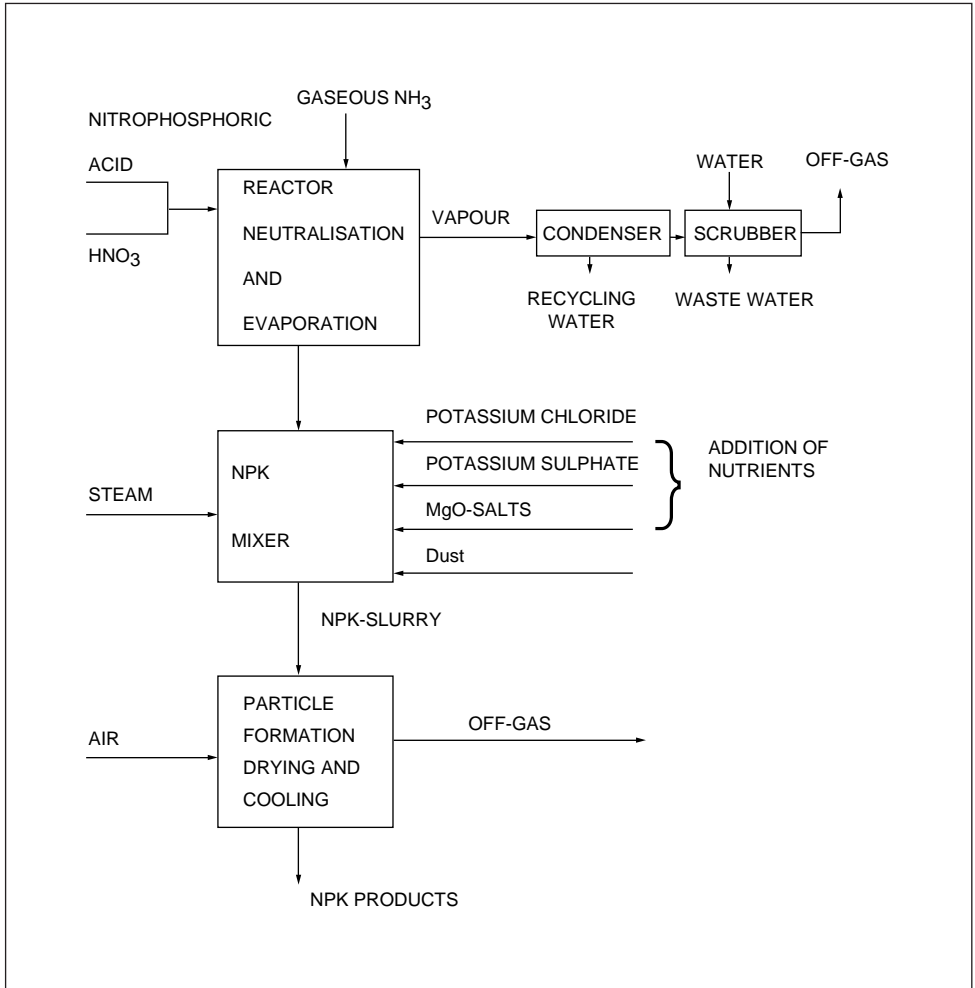 GASEOUS NH3
NITROPHOSPHORIC
ACID
HNO3
REACTOR
NEUTRALISATION
AND
EVAPORATION
VAPOUR
CONDENSER
RECYCLING
WATER
WATER
SCRUBBER
WASTE WATER
OFF-GAS
STEAM
NPK
MIXER
POTASSIUM CHLORIDE
POTASSIUM SULPHATE
MgO-SALTS
Dust
ADDITION OF
NUTRIENTS
NPK-SLURRY
AIR
PARTICLE
FORMATION
DRYING AND
COOLING
OFF-GAS
NPK PRODUCTS